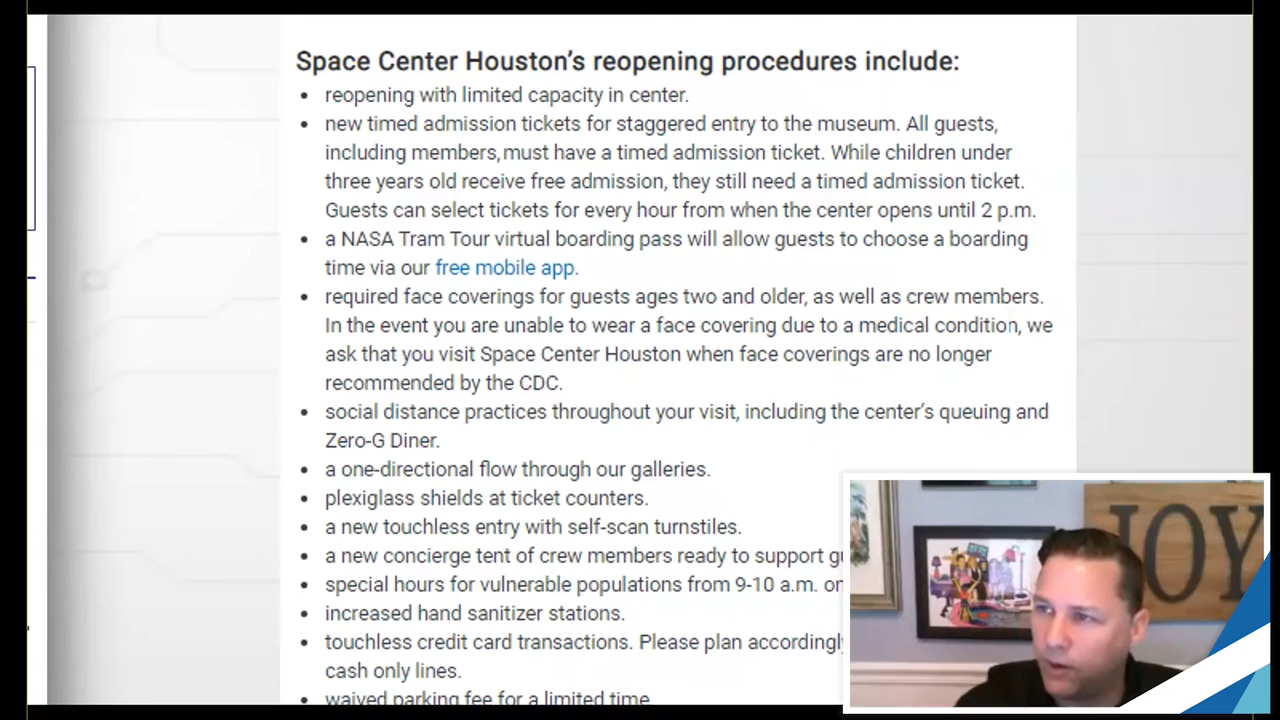 Space Center Houston's reopening procedures include:
• reopening with limited capacity in center.
• new timed admission tickets for staggered entry to the museum. All guests,
including members, must have a timed admission ticket. While children under
three years old receive free admission, they still need a timed admission ticket.
Guests can select tickets for every hour from when the center opens until 2 p.m.
• a NASA Tram Tour virtual boarding pass will allow guests to choose a boarding
time via our free mobile app.
• required face coverings for guests ages two and older, as well as crew members.
In the event you are unable to wear a face covering due to a medical condition, we
ask that you visit Space Center Houston when face coverings are no longer
recommended by the CDC.
• social distance practices throughout your visit, including the center's queuing and
Zero-G Diner.
• a one-directional flow through our galleries.
• plexiglass shields at ticket counters.
• a new touchless entry with self-scan turnstiles.
• a new concierge tent of crew members ready to support
• special hours for vulnerable populations from 9-10 a.m.
• increased hand sanitizer stations.
• touchless credit card transactions. Please plan accordingly
cash only lines.
• waived parking fee for a limited time
JOY